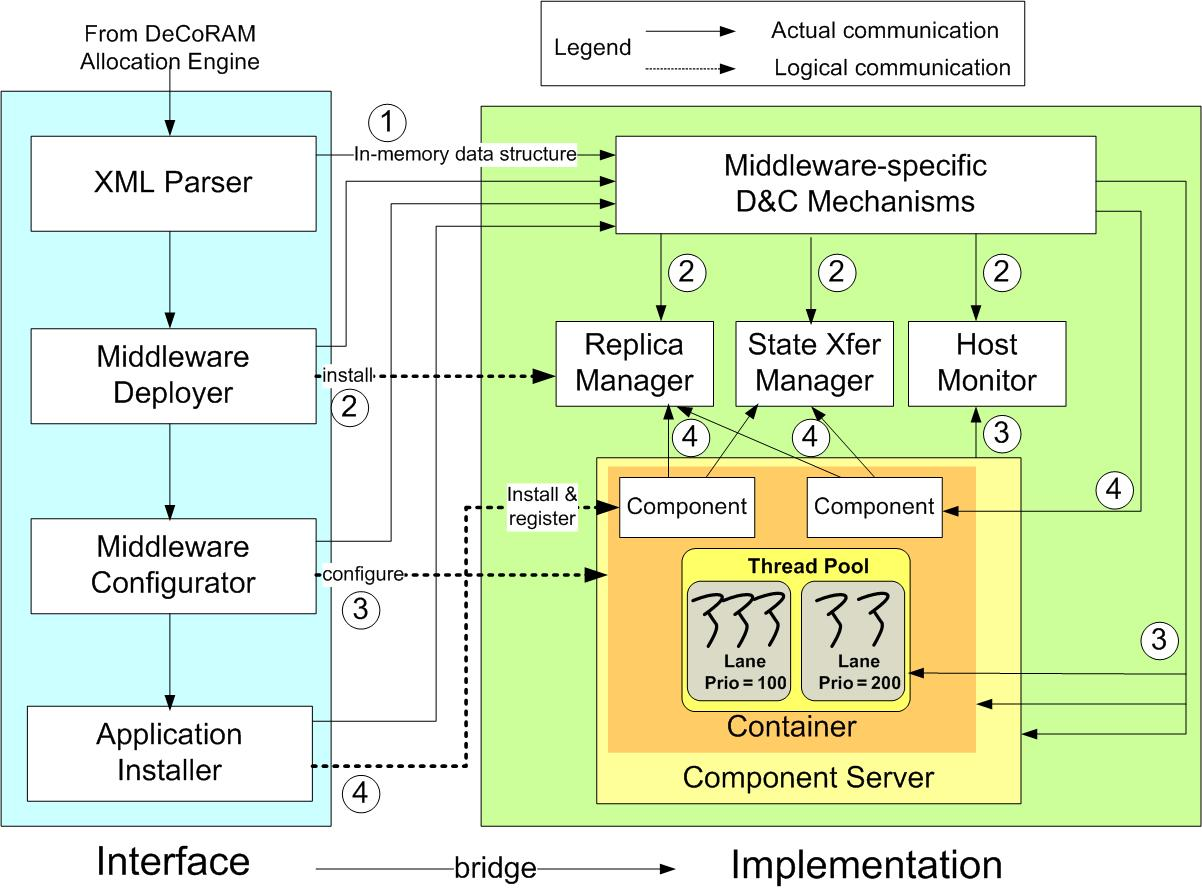 From DeCoRAM
Allocation Engine
Legend
Actual communication
Logical communication
1
XML Parser
In-memory data structure
Middleware-specific
D&C Mechanisms
2
2
2
Middleware
Deployer
install
2
Replica
Manager
State Xfer
Manager
Host
Monitor
4
4
3
Install &
register
Component
Component
4
Middleware
Configurator
configure
3
Thread Pool
Lane
Prio = 100
Lane
Prio = 200
3
Container
Application
Installer
4
Component Server
Interface
bridge
Implementation